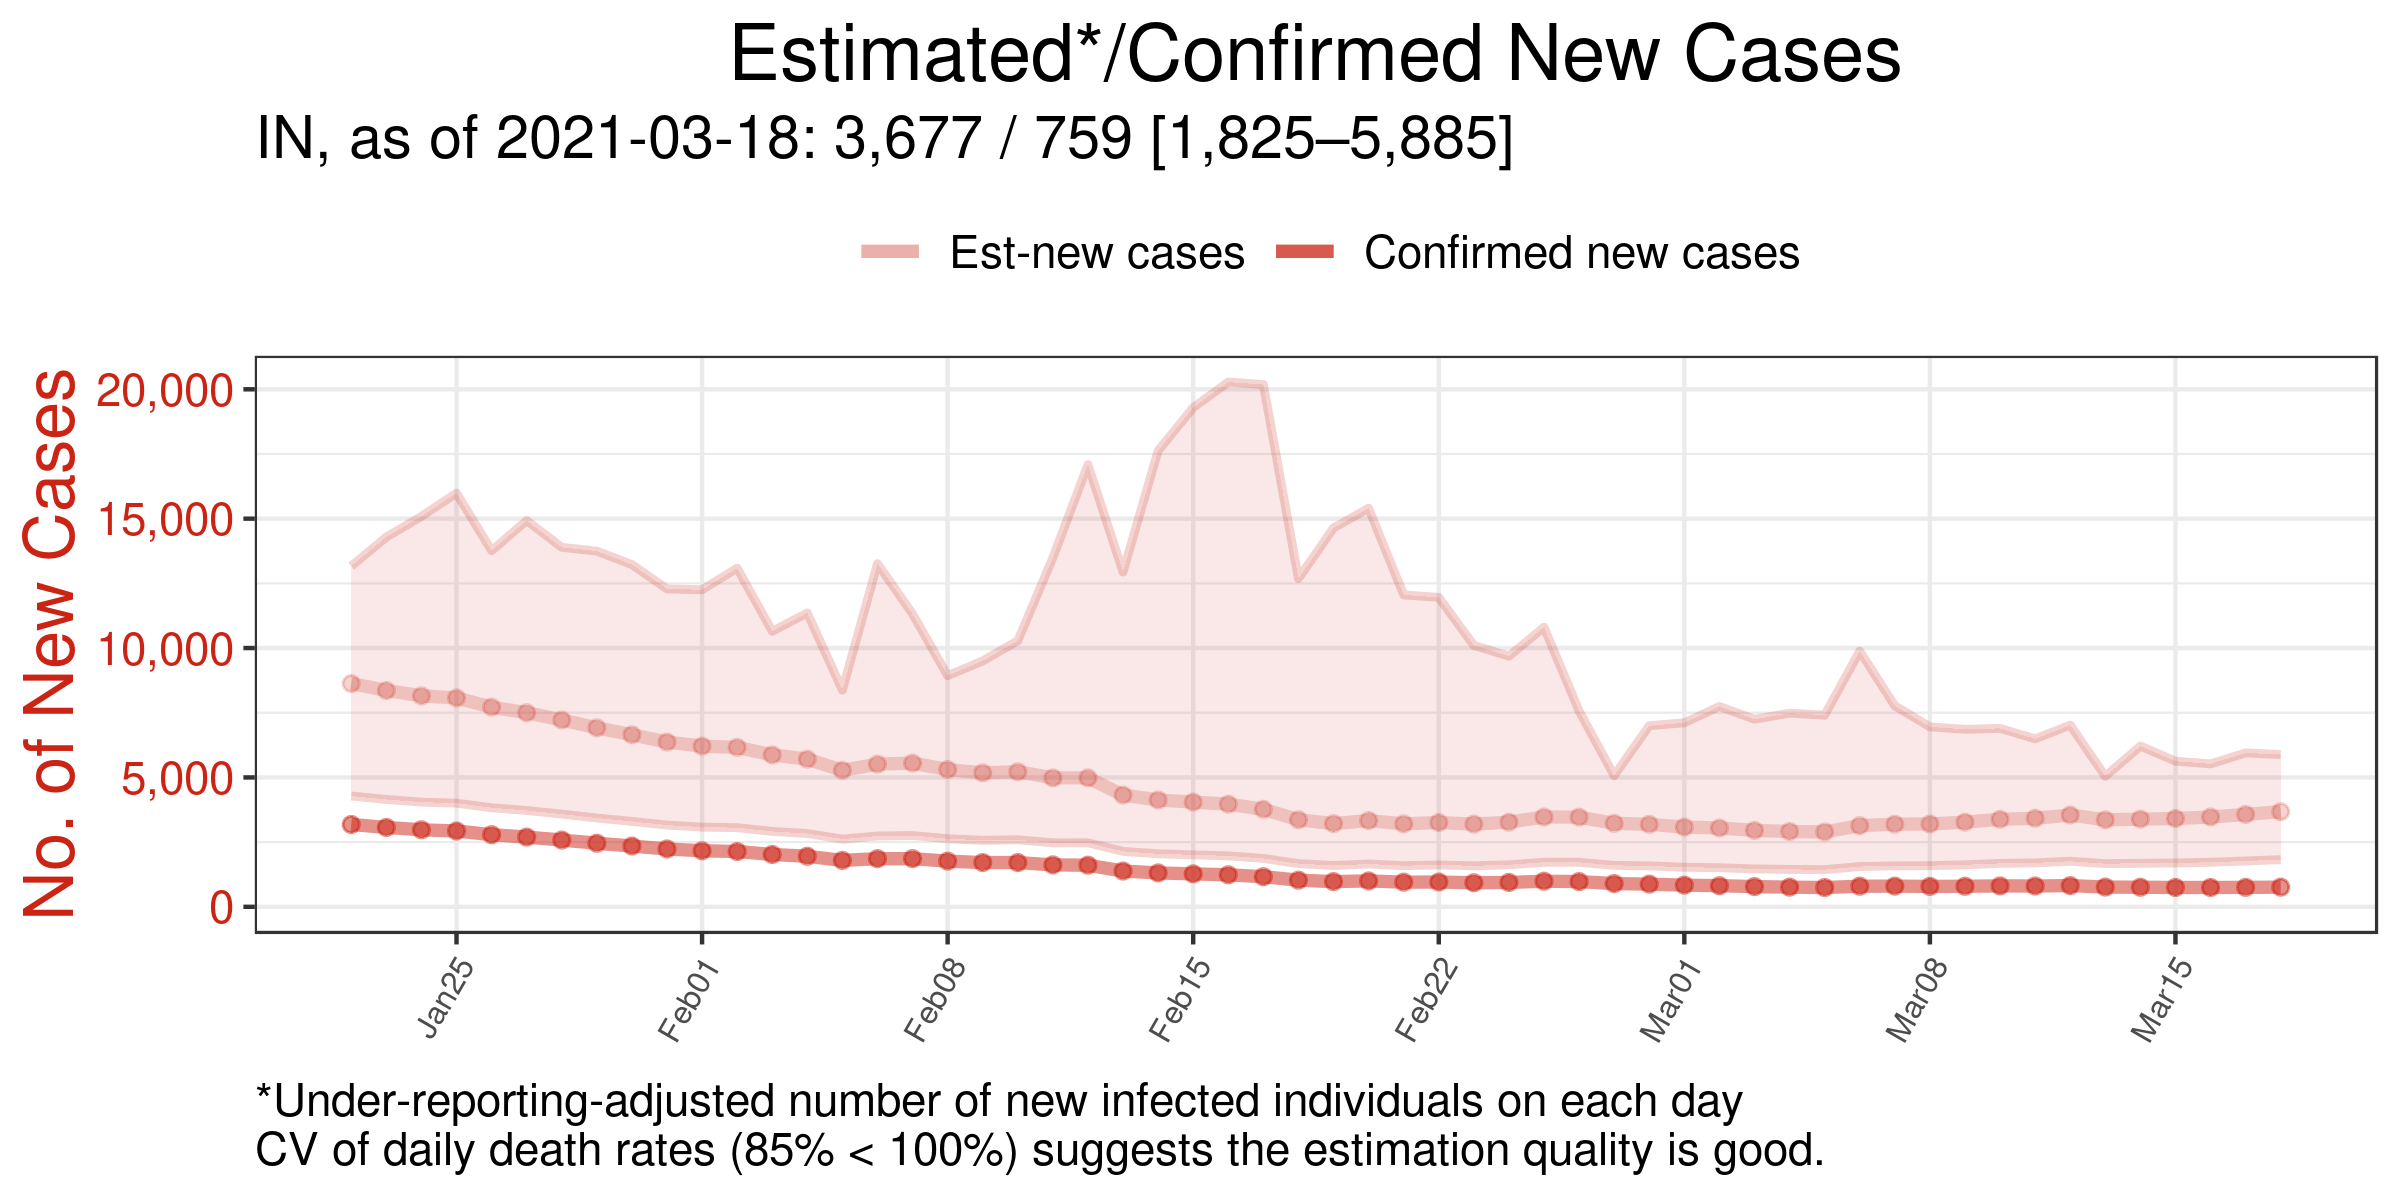 Estimated*/Confirmed New Cases
IN, as of 2021-03-18: 3,677 / 759 [1,825–5,885]
Est-new cases
Confirmed new cases
No. of New Cases
20,000
15,000
10,000
5,000
0
Jan25
Feb01
Feb08
Feb15
Feb22
Mar01
Mar08
Mar15
*Under-reporting-adjusted number of new infected individuals on each day
CV of daily death rates (85% < 100%) suggests the estimation quality is good.